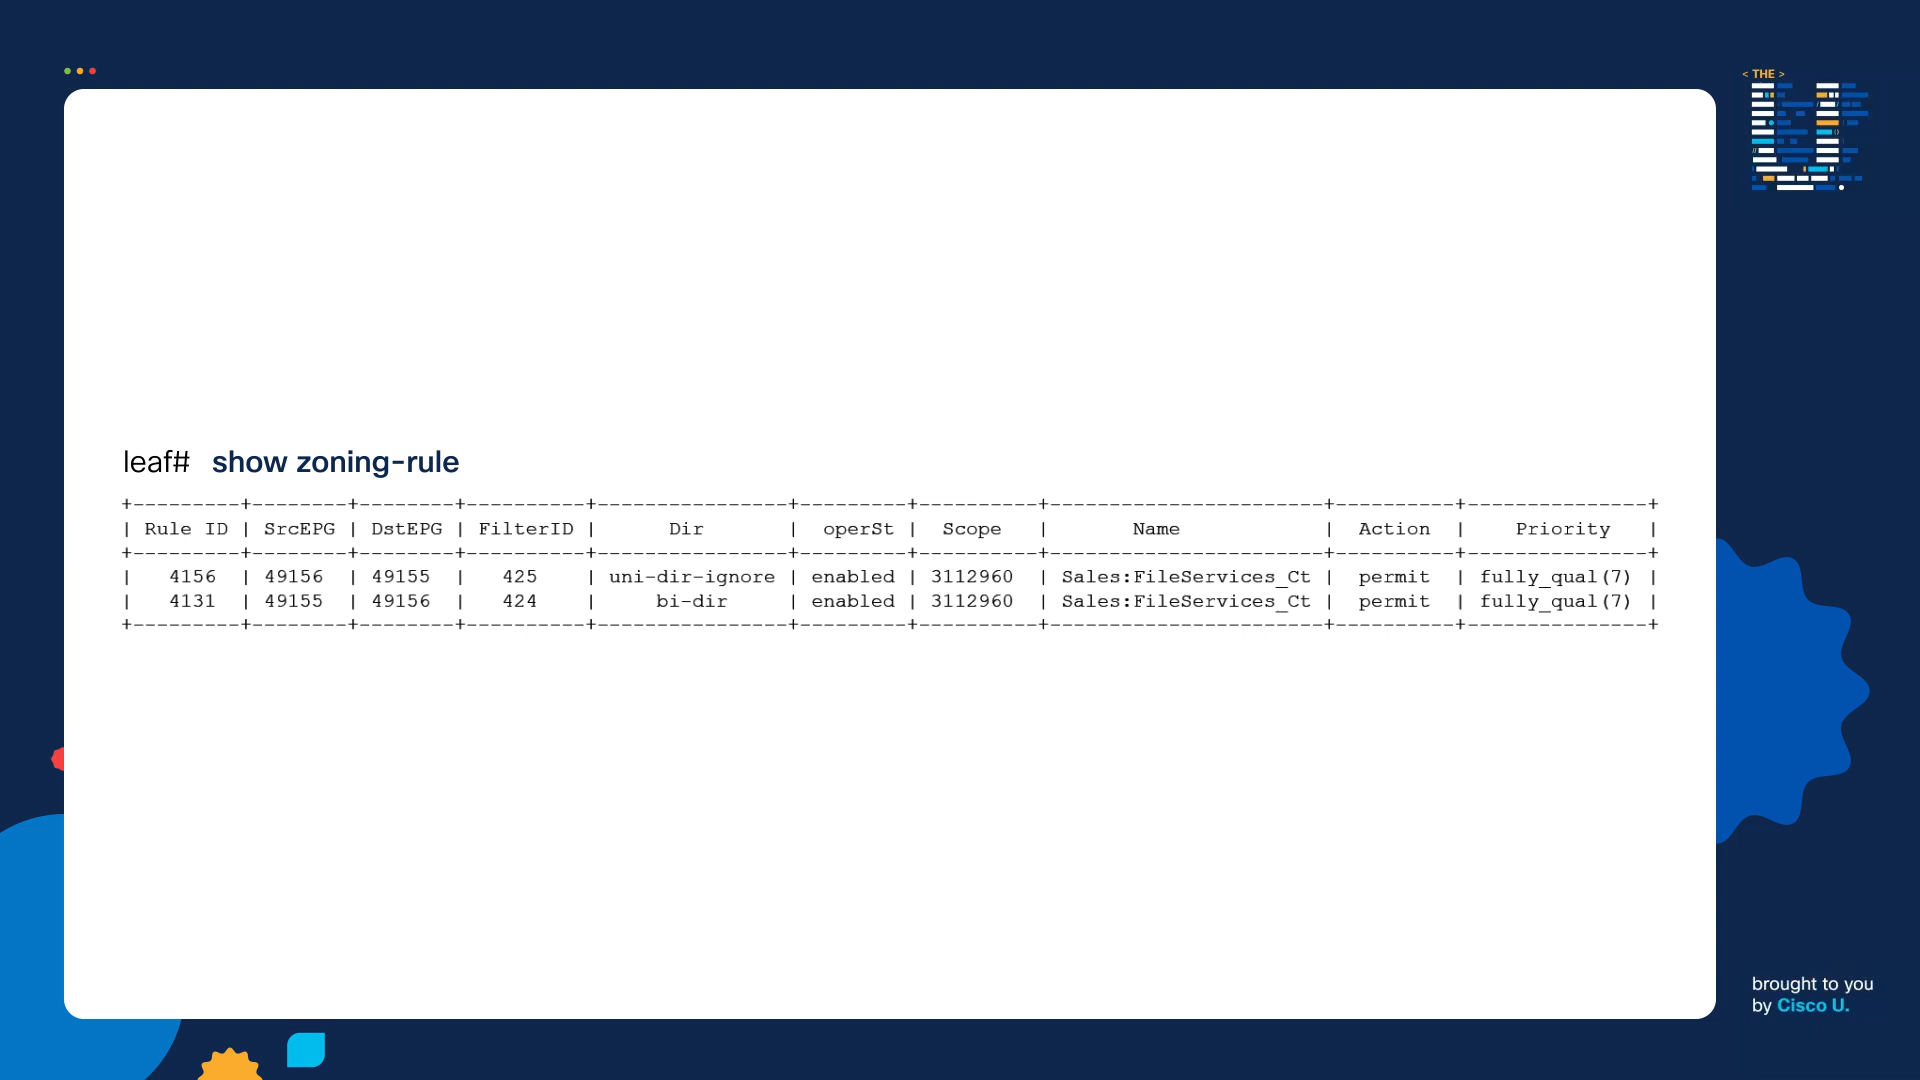 < THE >
leaf# show zoning-rule
+---------+--------+--------+----------+----------------+---------+----------+-----------------------+----------+---------------+
| Rule ID | SrcEPG | DstEPG | FilterID | Dir | operSt | Scope | Name | Action | Priority |
+---------+--------+--------+----------+----------------+---------+----------+-----------------------+----------+---------------+
| 4156 | 49156 | 49155 | 425 | uni-dir-ignore | enabled | 3112960 | Sales:FileServices_Ct | permit | fully_qual(7) |
| 4131 | 49155 | 49156 | 424 | bi-dir | enabled | 3112960 | Sales:FileServices_Ct | permit | fully_qual(7) |
+---------+--------+--------+----------+----------------+---------+----------+-----------------------+----------+---------------+
brought to you
by Cisco U.